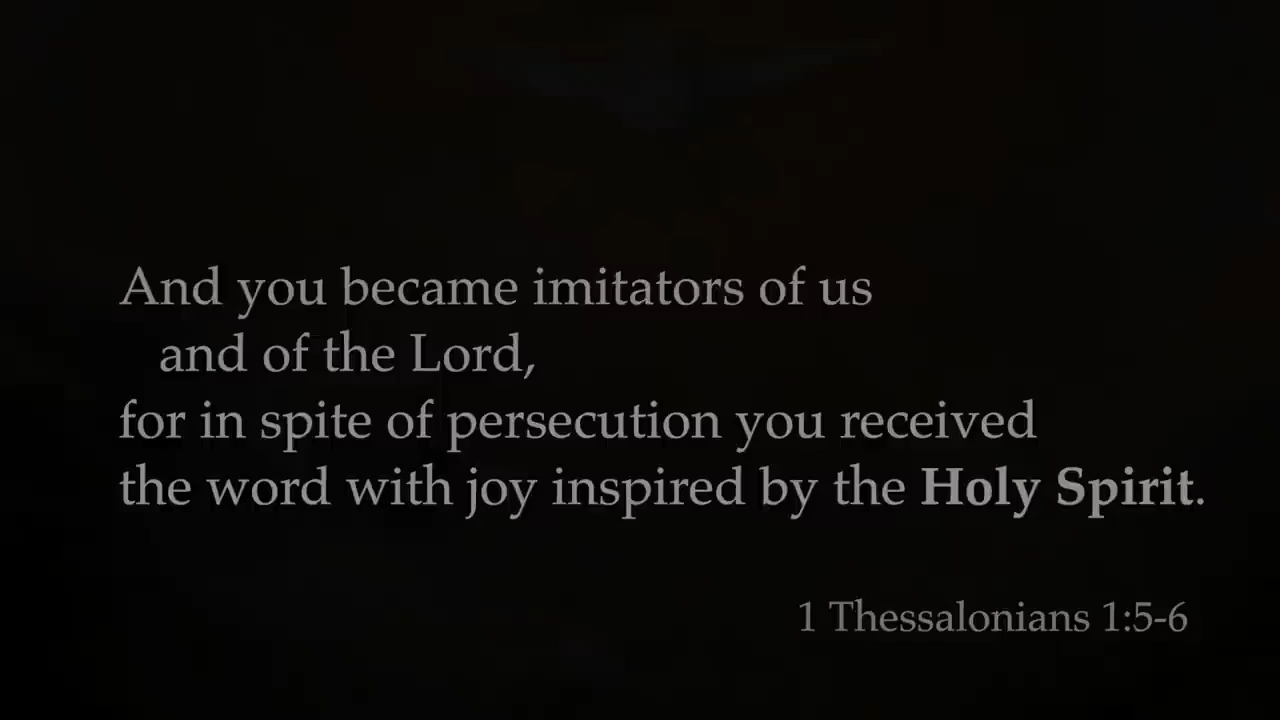 And you became imitators of us
and of the Lord,
for in spite of persecution you received
the word with joy inspired by the Holy Spirit.
1 Thessalonians 1:5-6